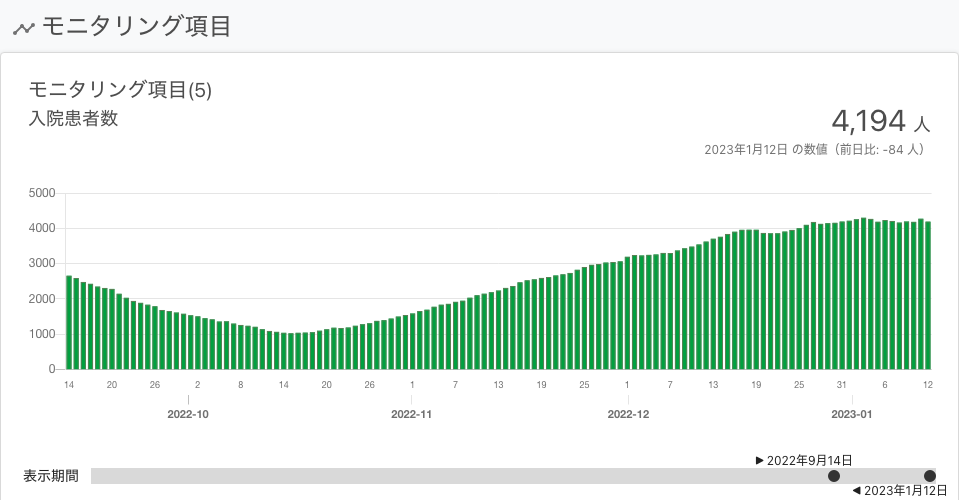 モニタリング項目
モニタリング項目(5)
入院患者数
4,194 人
2023年1月12日 の数値（前日比: -84 人）
5000
4000
3000
2000
1000
0
14 20 26 2 8 14 20 26 1 7 13 19 25 1 7 13 19 25 31 6 12
2022-10 2022-11 2022-12 2023-01
▶ 2022年9月14日
表示期間
◀ 2023年1月12日